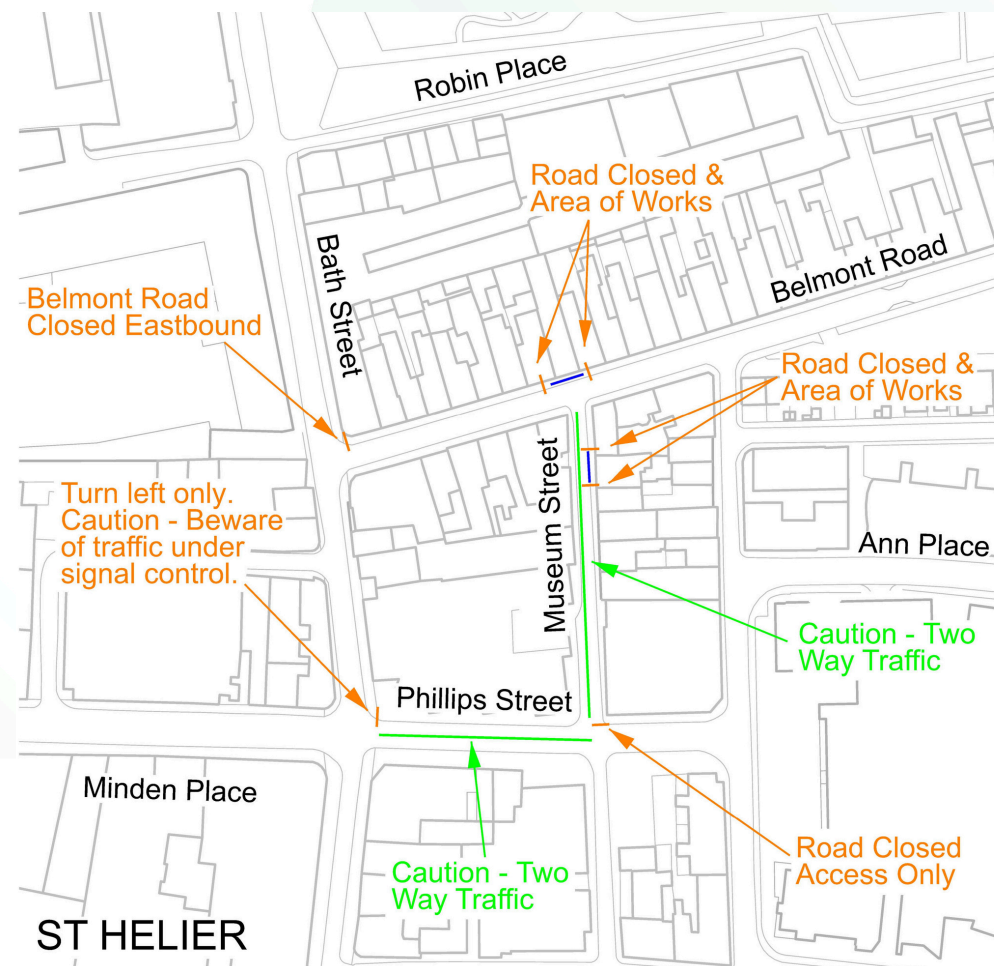 Robin Place
Road Closed &
Area of Works
Bath Street
Belmont Road
Belmont Road
Closed Eastbound
Road Closed &
Area of Works
Turn left only.
Caution - Beware
of traffic under
signal control.
Museum Street
Ann Place
Caution - Two
Way Traffic
Phillips Street
Minden Place
Road Closed
Access Only
Caution - Two
Way Traffic
ST HELIER